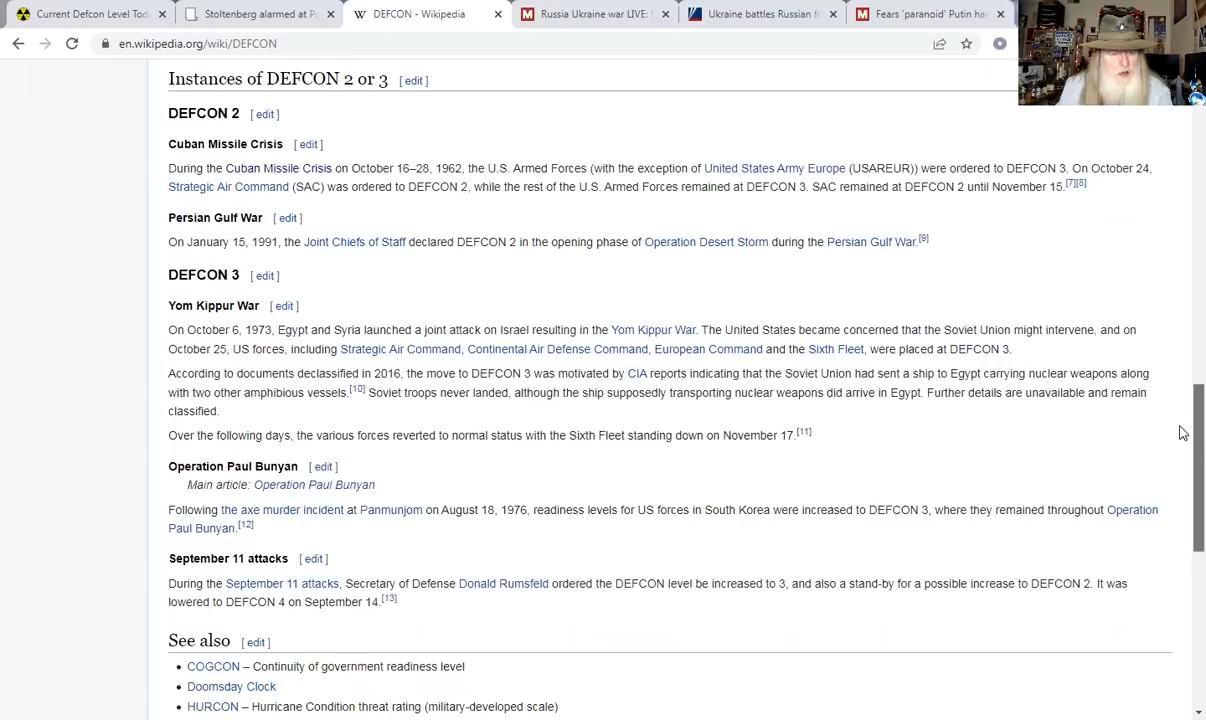 Current Defcon Level Tod
Stoltenberg alarmed at P
DEFCON - Wikipedia
Russia Ukraine war LIVE:
Ukraine battles Russian fo
Fears 'paranoid' Putin ha
en.wikipedia.org/wiki/DEFCON
Instances of DEFCON 2 or 3 [ edit ]
DEFCON 2 [ edit ]
Cuban Missile Crisis [ edit ]
During the Cuban Missile Crisis on October 16–28, 1962, the U.S. Armed Forces (with the exception of United States Army Europe (USAREUR)) were ordered to DEFCON 3. On October 24,
Strategic Air Command (SAC) was ordered to DEFCON 2, while the rest of the U.S. Armed Forces remained at DEFCON 3. SAC remained at DEFCON 2 until November 15.[7][8]
Persian Gulf War [ edit ]
On January 15, 1991, the Joint Chiefs of Staff declared DEFCON 2 in the opening phase of Operation Desert Storm during the Persian Gulf War.[9]
DEFCON 3 [ edit ]
Yom Kippur War [ edit ]
On October 6, 1973, Egypt and Syria launched a joint attack on Israel resulting in the Yom Kippur War. The United States became concerned that the Soviet Union might intervene, and on
October 25, US forces, including Strategic Air Command, Continental Air Defense Command, European Command and the Sixth Fleet, were placed at DEFCON 3.
According to documents declassified in 2016, the move to DEFCON 3 was motivated by CIA reports indicating that the Soviet Union had sent a ship to Egypt carrying nuclear weapons along
with two other amphibious vessels.[10] Soviet troops never landed, although the ship supposedly transporting nuclear weapons did arrive in Egypt. Further details are unavailable and remain
classified.
Over the following days, the various forces reverted to normal status with the Sixth Fleet standing down on November 17.[11]
Operation Paul Bunyan [ edit ]
Main article: Operation Paul Bunyan
Following the axe murder incident at Panmunjom on August 18, 1976, readiness levels for US forces in South Korea were increased to DEFCON 3, where they remained throughout Operation
Paul Bunyan.[12]
September 11 attacks [ edit ]
During the September 11 attacks, Secretary of Defense Donald Rumsfeld ordered the DEFCON level be increased to 3, and also a stand-by for a possible increase to DEFCON 2. It was
lowered to DEFCON 4 on September 14.[13]
See also [ edit ]
• COGCON – Continuity of government readiness level
• Doomsday Clock
• HURCON – Hurricane Condition threat rating (military-developed scale)